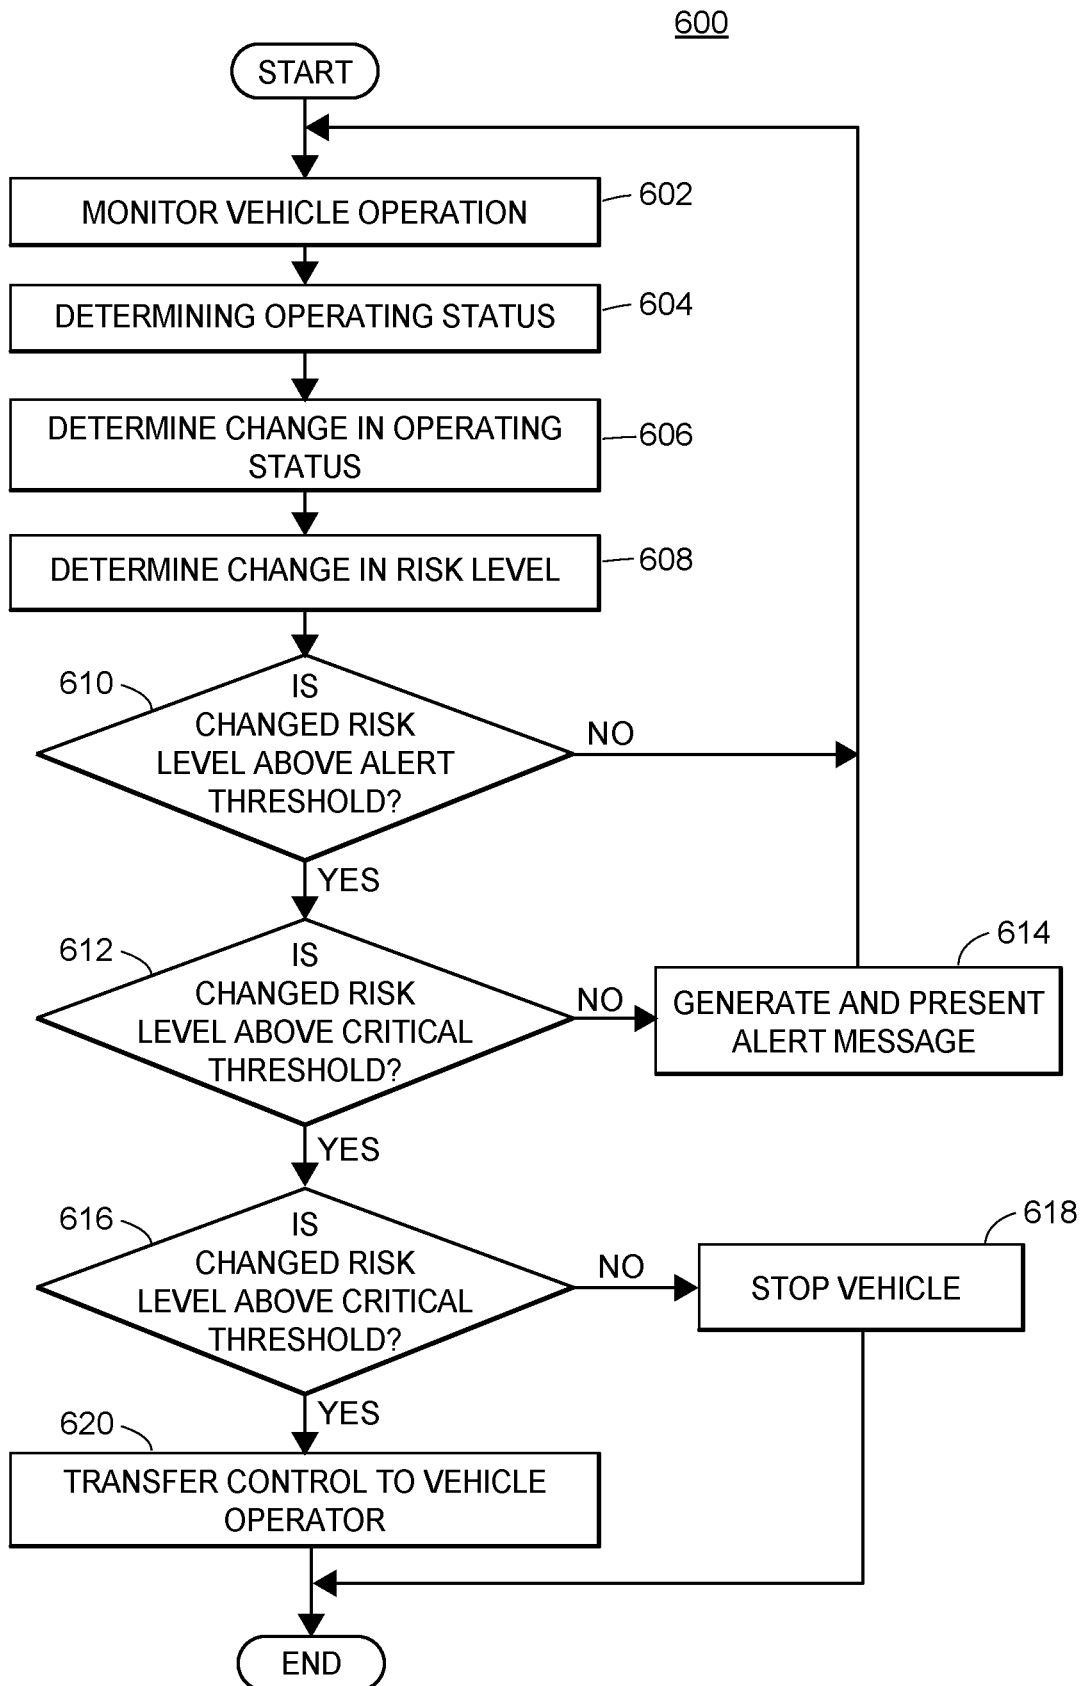 600
START
MONITOR VEHICLE OPERATION
602
DETERMINING OPERATING STATUS
604
DETERMINE CHANGE IN OPERATING
STATUS
606
DETERMINE CHANGE IN RISK LEVEL
608
610
IS
CHANGED RISK
LEVEL ABOVE ALERT
THRESHOLD?
NO
YES
612
IS
CHANGED RISK
LEVEL ABOVE CRITICAL
THRESHOLD?
NO
614
GENERATE AND PRESENT
ALERT MESSAGE
YES
616
IS
CHANGED RISK
LEVEL ABOVE CRITICAL
THRESHOLD?
NO
618
STOP VEHICLE
YES
620
TRANSFER CONTROL TO VEHICLE
OPERATOR
END